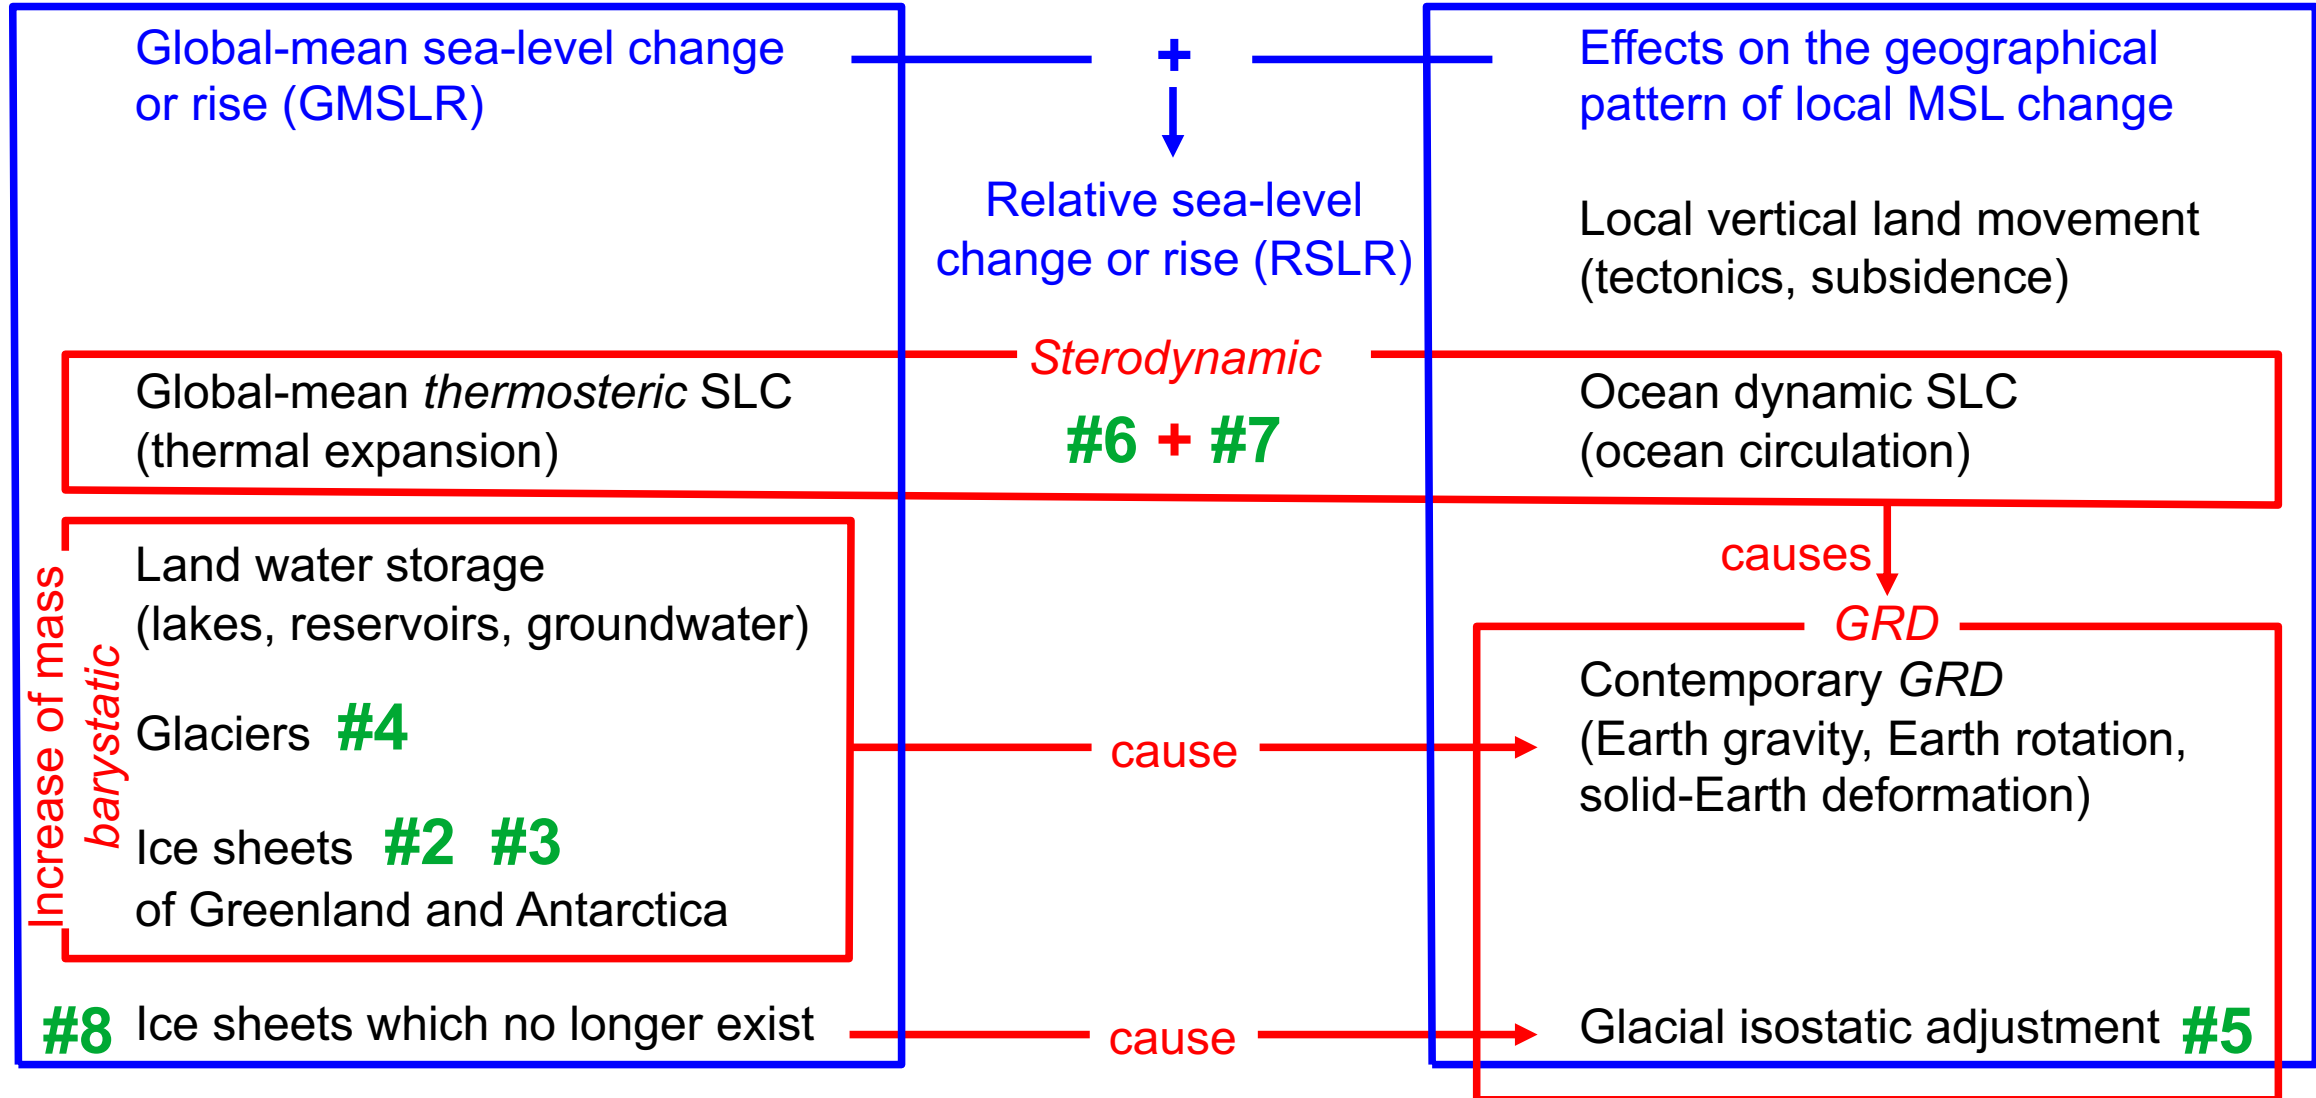 Global-mean sea-level change
or rise (GMSLR)
+
Effects on the geographical
pattern of local MSL change
Relative sea-level
change or rise (RSLR)
Local vertical land movement
(tectonics, subsidence)
Sterodynamic
Global-mean thermosteric SLC
(thermal expansion)
#6 + #7
Ocean dynamic SLC
(ocean circulation)
causes
Increase of mass
barystatic
Land water storage
(lakes, reservoirs, groundwater)
Glaciers #4
Ice sheets #2 #3
of Greenland and Antarctica
cause
GRD
Contemporary GRD
(Earth gravity, Earth rotation,
solid-Earth deformation)
#8 Ice sheets which no longer exist
cause
Glacial isostatic adjustment #5